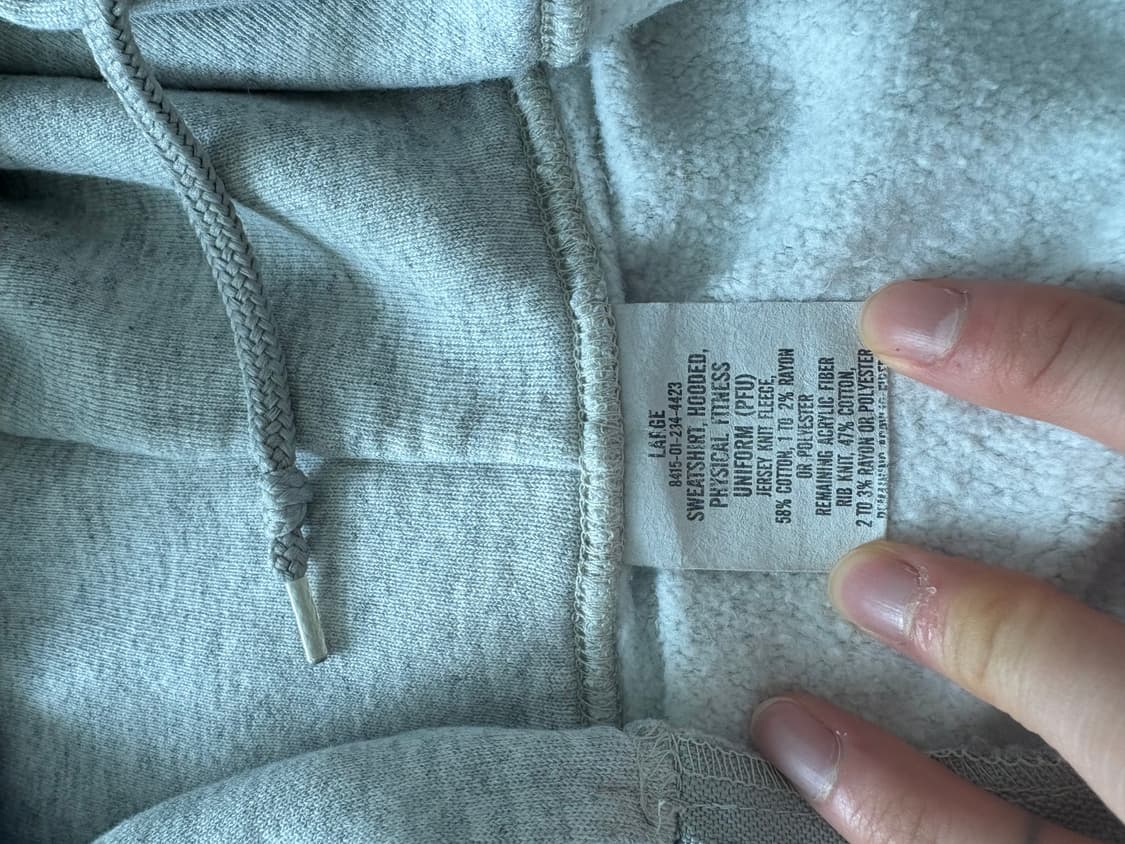 LARGE
8415-01-234-4423
SWEATSHIRT, HOODED,
PHYSICAL FITNESS
UNIFORM (PFU)
JERSEY KNIT FLEECE,
58% COTTON, 1 TO 2% RAYON
OR POLYESTER
REMAINING ACRYLIC FIBER
RIB KNIT, 47% COTTON,
2 TO 3% RAYON OR POLYESTER